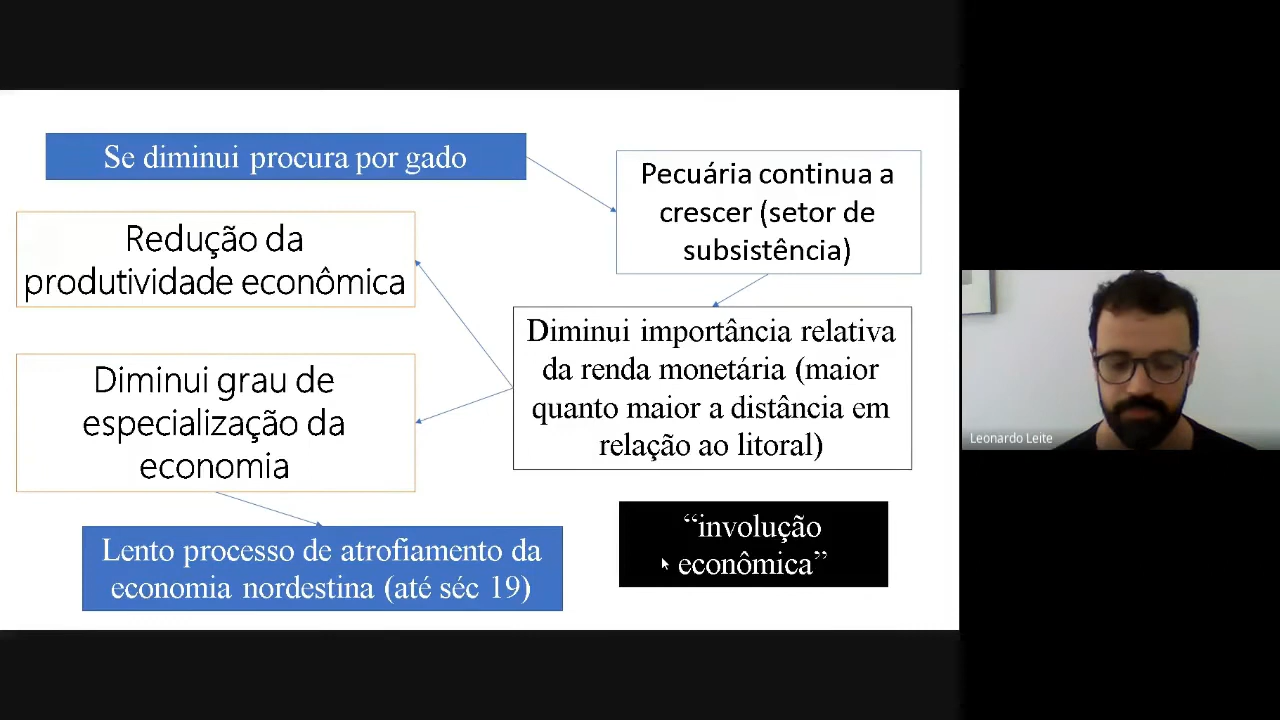 Se diminui procura por gado
Pecuária continua a
crescer (setor de
subsistência)
Redução da
produtividade econômica
Diminui importância relativa
da renda monetária (maior
quanto maior a distância em
relação ao litoral)
Diminui grau de
especialização da
economia
Lento processo de atrofiamento da
economia nordestina (até séc 19)
“involução
econômica”
Leonardo Leite